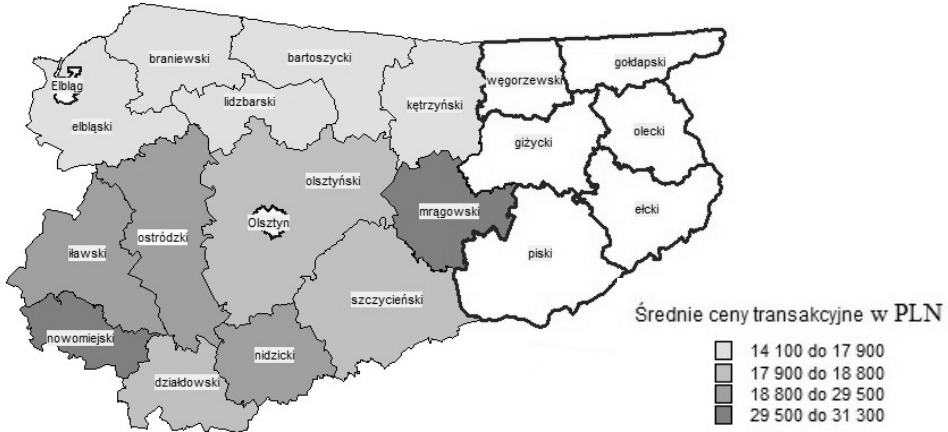 braniewski
bartoszycki
gołdapski
węgorzewski
Elbląg
lidzbarski
kętrzyński
elbląski
olecki
giżycki
olsztyński
mrągowski
ełcki
Olsztyn
ostródzki
iławski
piski
szczycieński
nowomiejski
nidzicki
działdowski
Średnie ceny transakcyjne w PLN
14 100 do 17 900
17 900 do 18 800
18 800 do 29 500
29 500 do 31 300